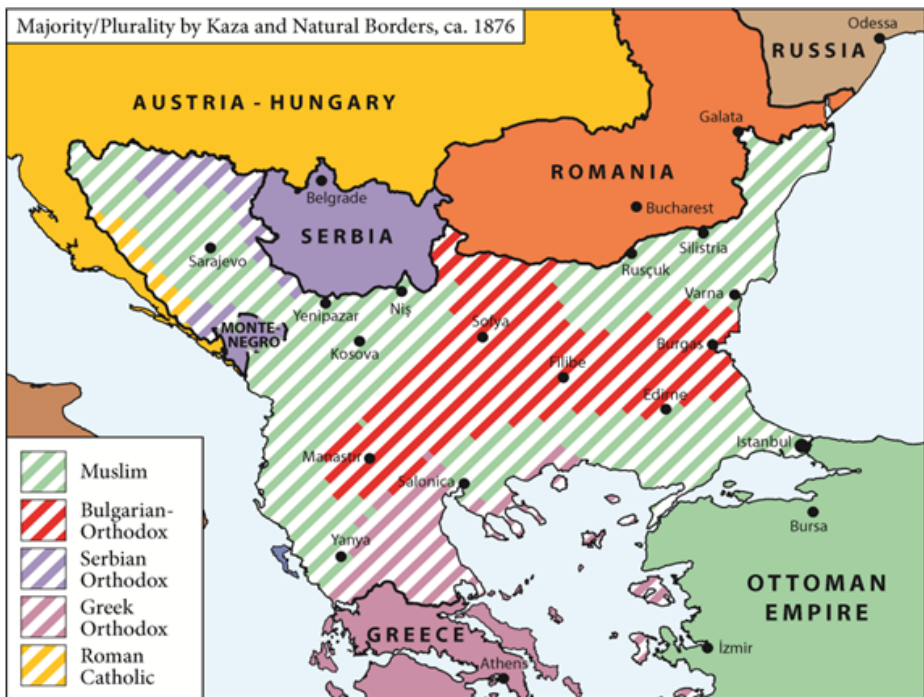 Majority/Plurality by Kaza and Natural Borders, ca. 1876
Odessa
RUSSIA
AUSTRIA - HUNGARY
Galata
ROMANIA
Belgrade
Bucharest
SERBIA
Silistria
Sarajevo
Rusçuk
Varna
Niş
Yenipazar
MONTE-
NEGRO
Sofya
Kosova
Burgas
Filibe
Edirne
Istanbul
Manastır
Salonica
Bursa
Yanya
OTTOMAN
EMPIRE
GREECE
İzmir
Athens
Muslim
Bulgarian-
Orthodox
Serbian
Orthodox
Greek
Orthodox
Roman
Catholic